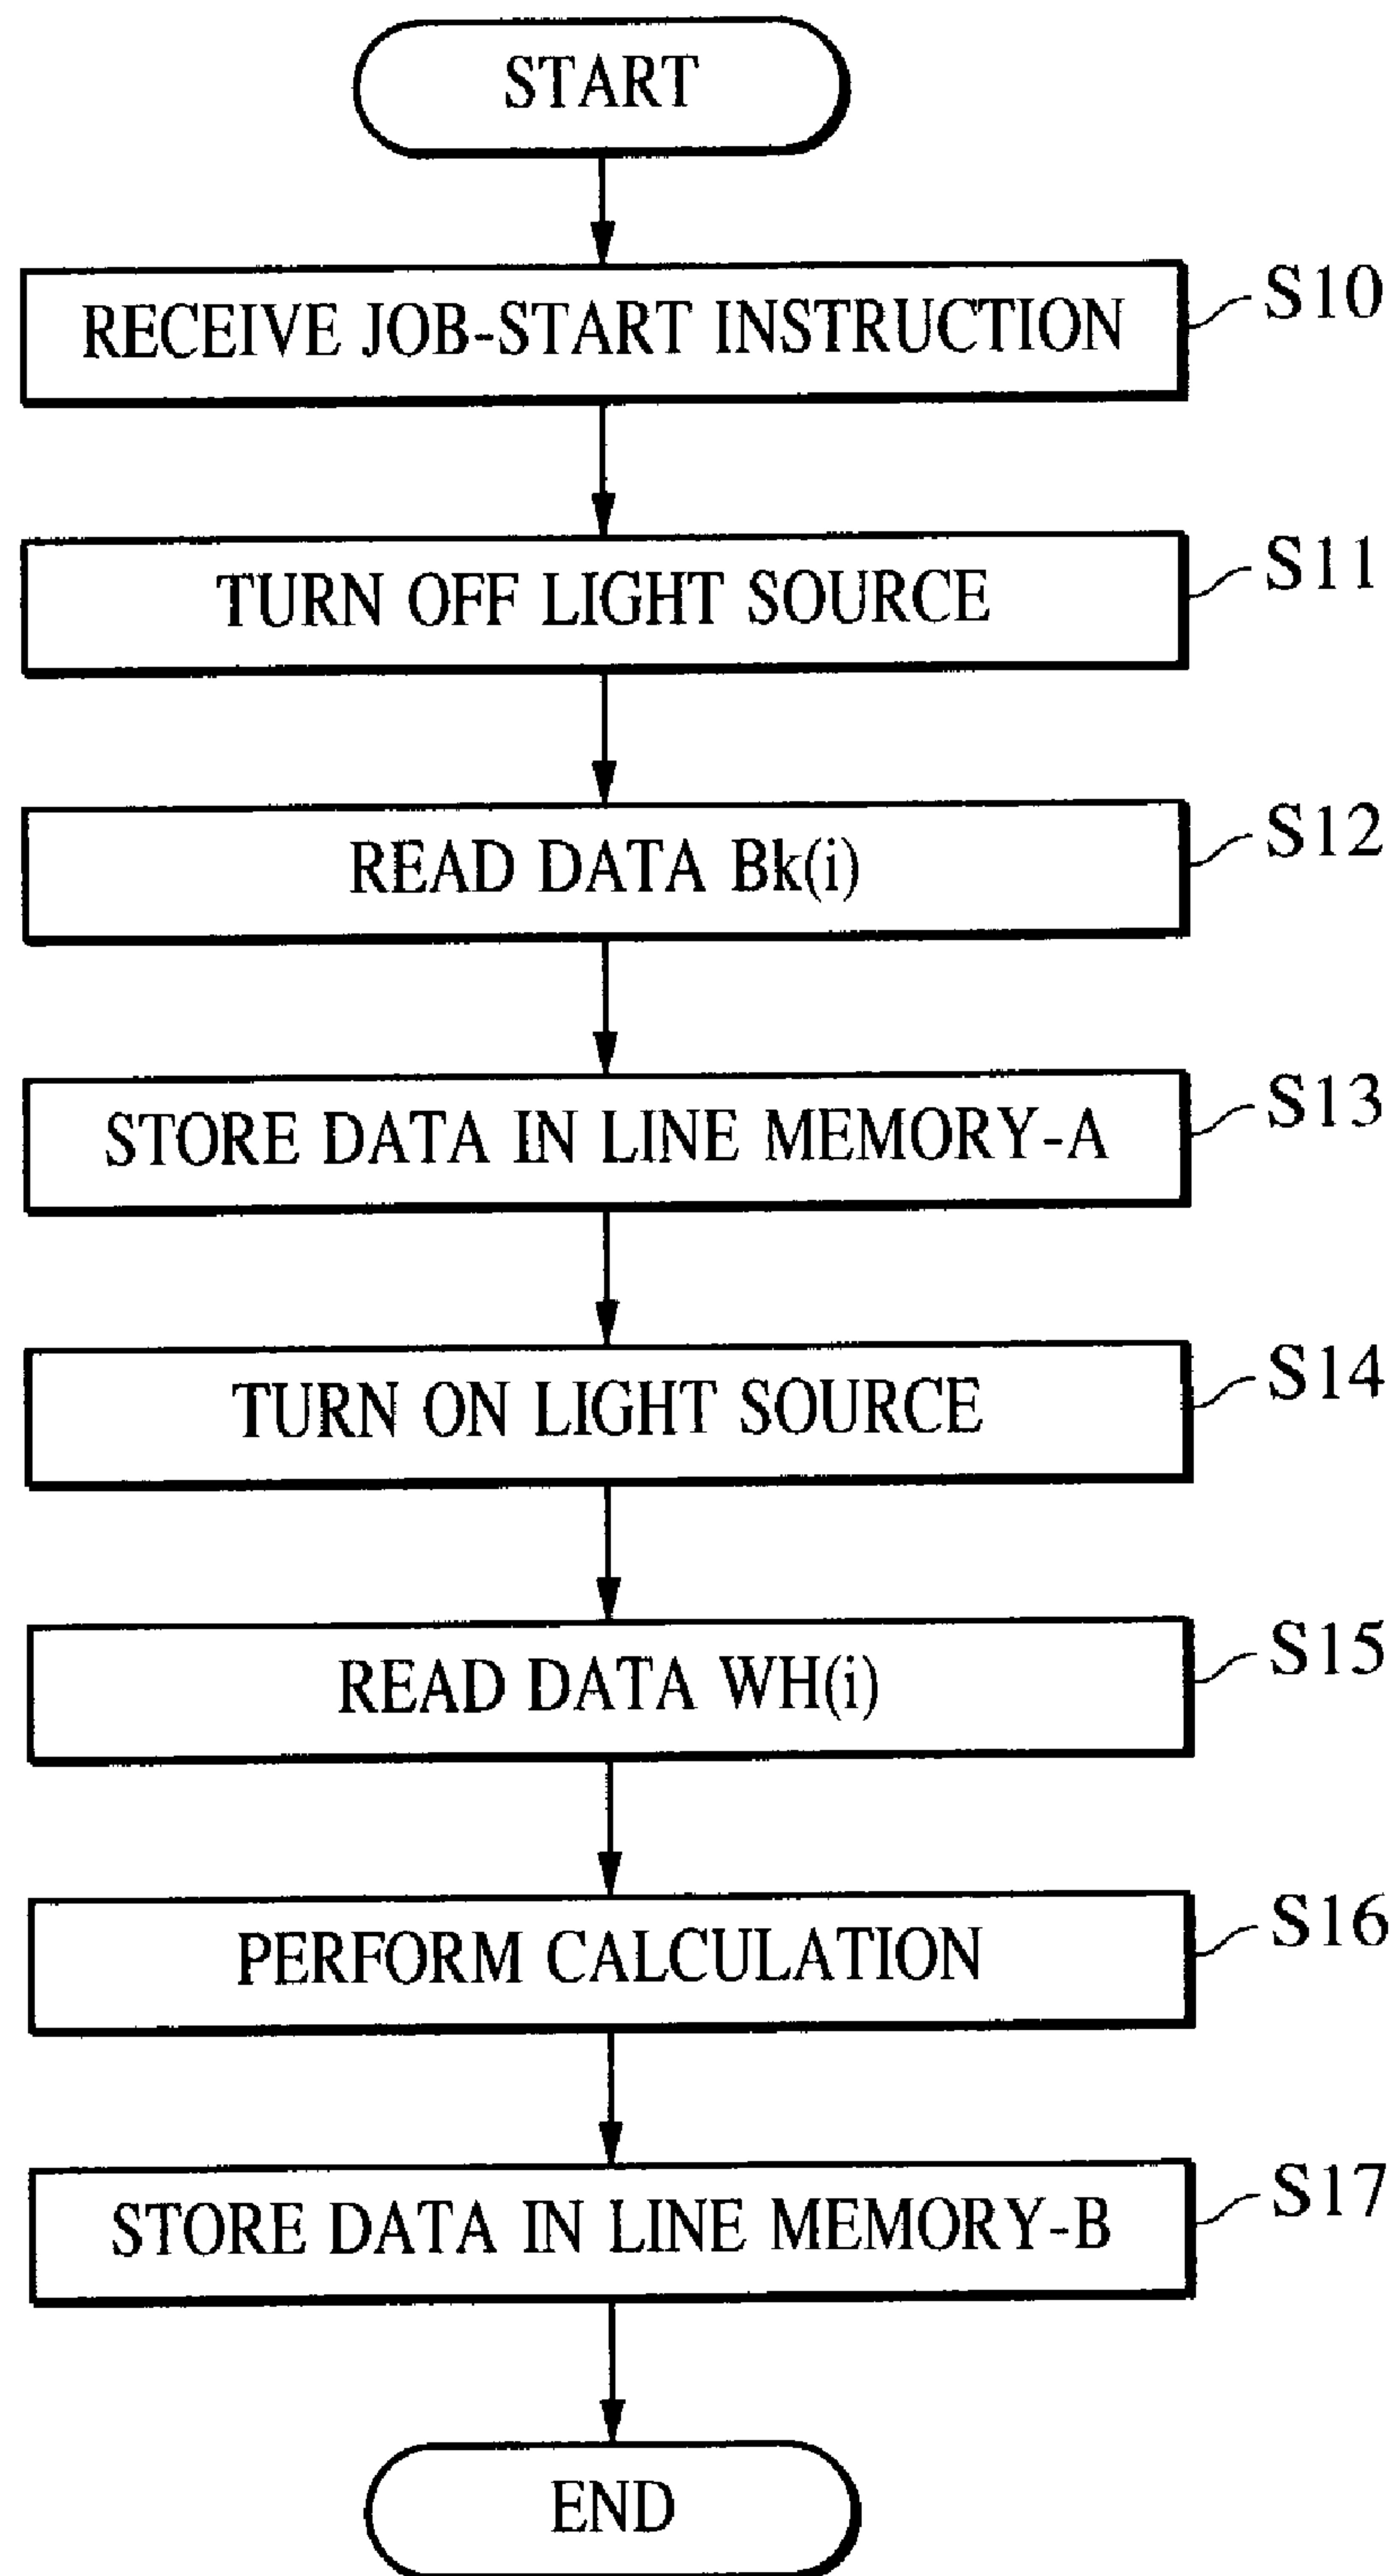 START
RECEIVE JOB-START INSTRUCTION
S10
TURN OFF LIGHT SOURCE
S11
READ DATA Bk(i)
S12
STORE DATA IN LINE MEMORY-A
S13
TURN ON LIGHT SOURCE
S14
READ DATA WH(i)
S15
PERFORM CALCULATION
S16
STORE DATA IN LINE MEMORY-B
S17
END